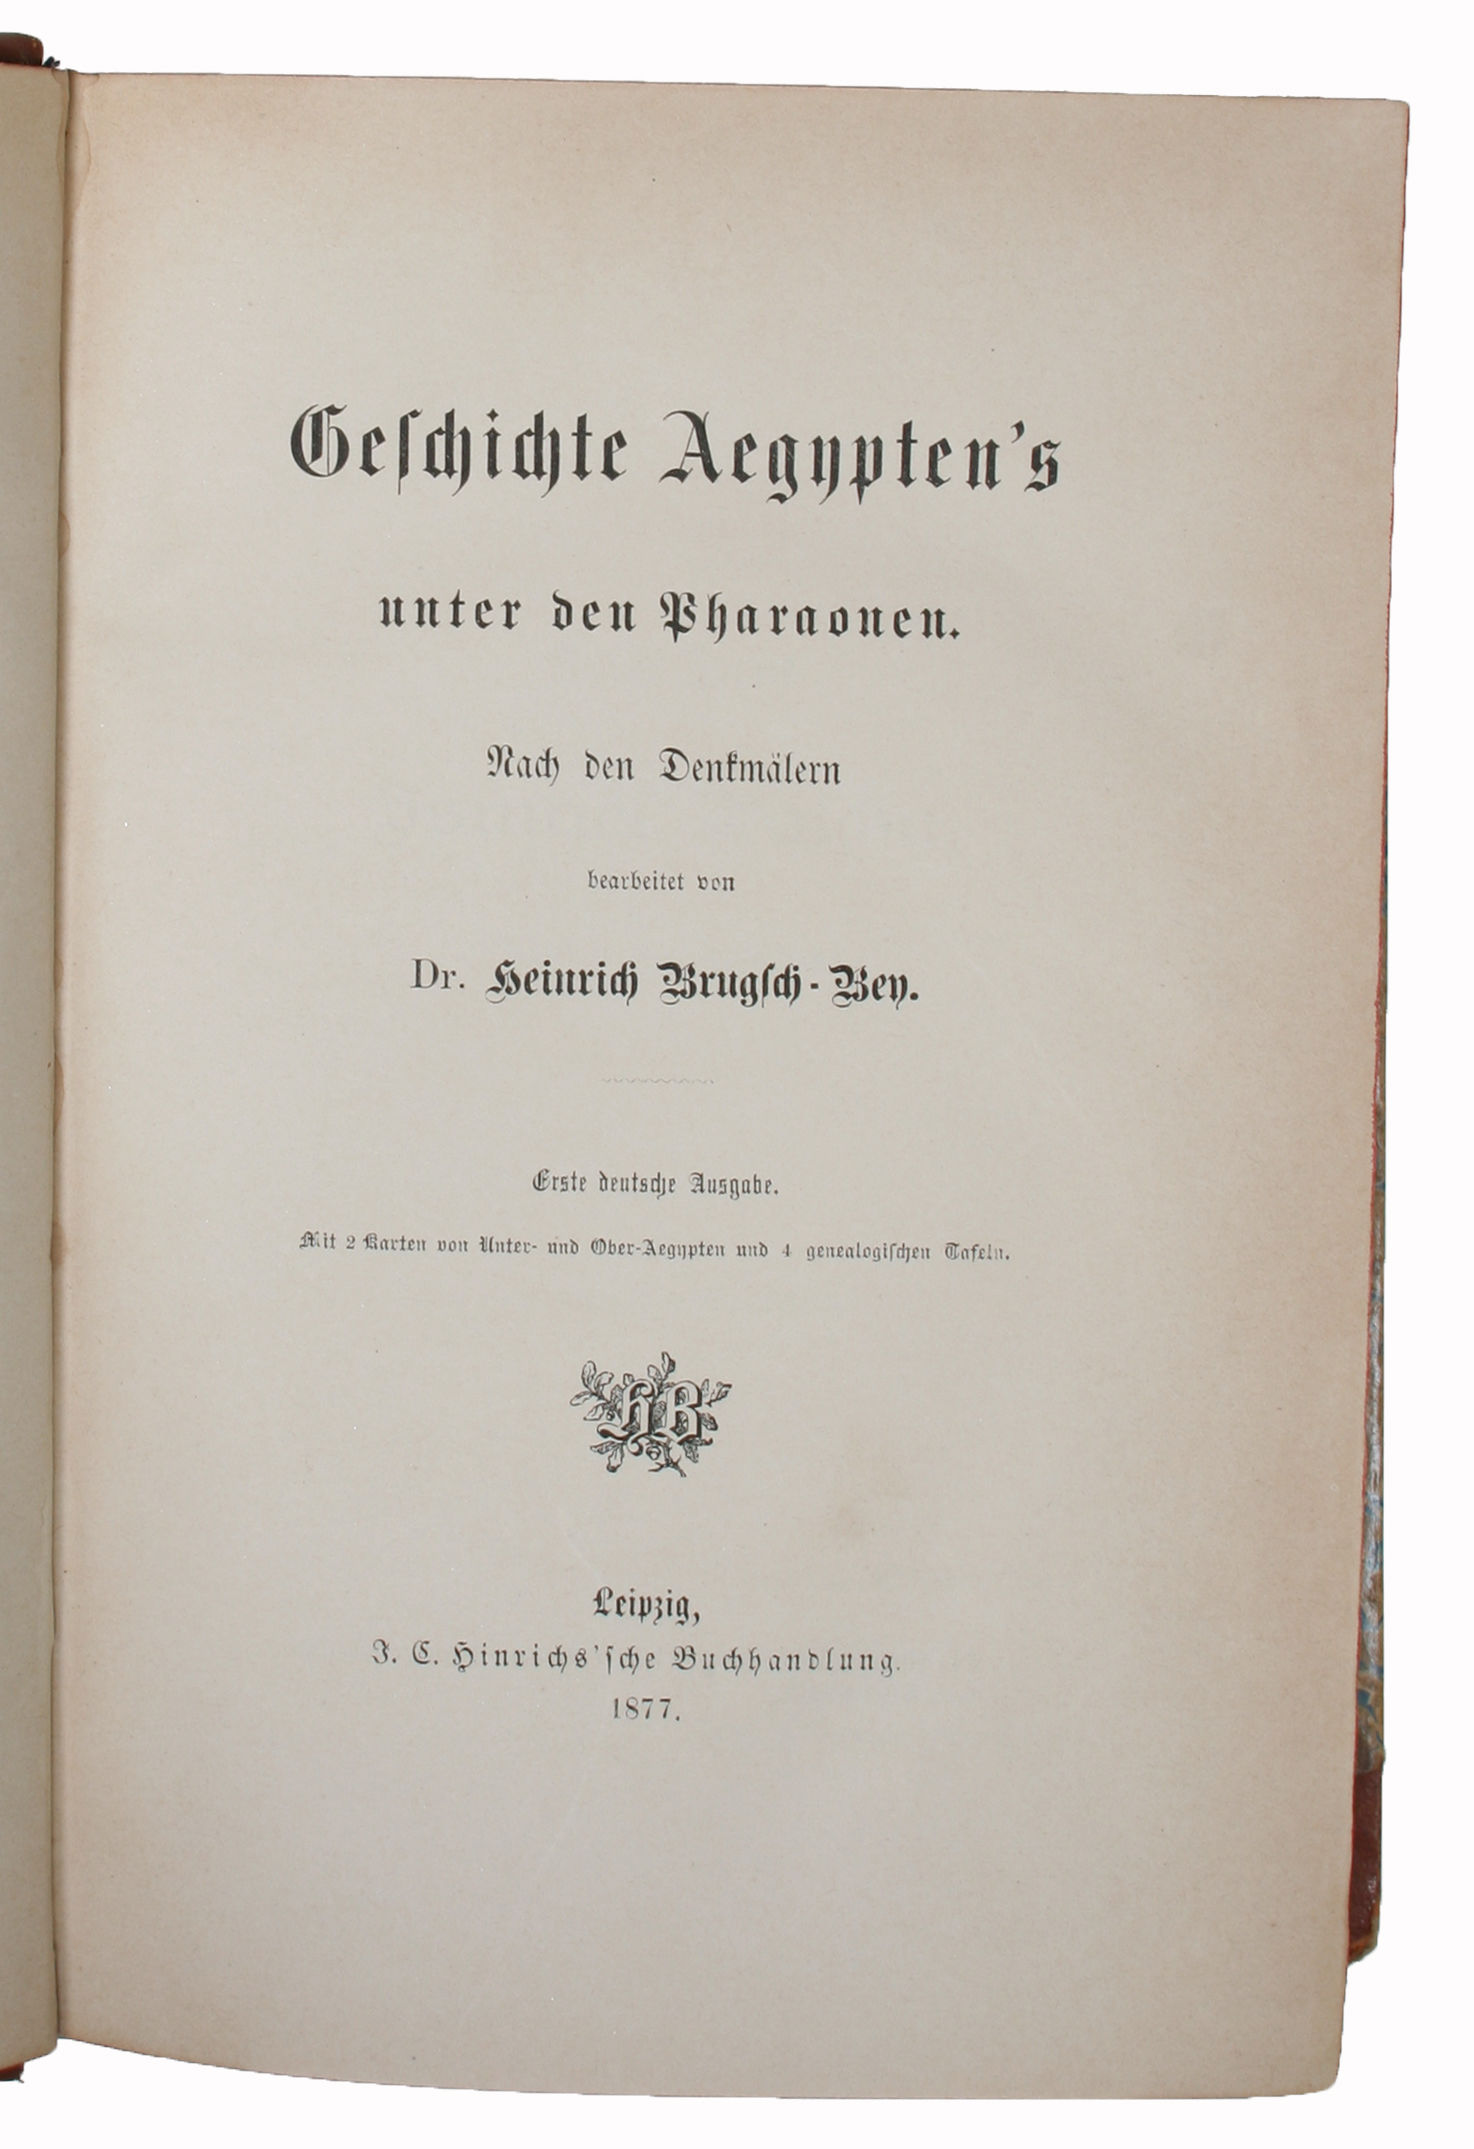 Geſchichte Aegypten's
unter den Pharaonen.
Nach den Denkmälern
bearbeitet von
Dr. Heinrich Brugſch-Bey.
Erste deutsche Ausgabe.
Mit 2 Karten von Unter- und Ober-Aegypten und 4 genealogiſchen Tafeln.
HB
Leipzig,
J. C. Hinrichs'ſche Buchhandlung.
1877.